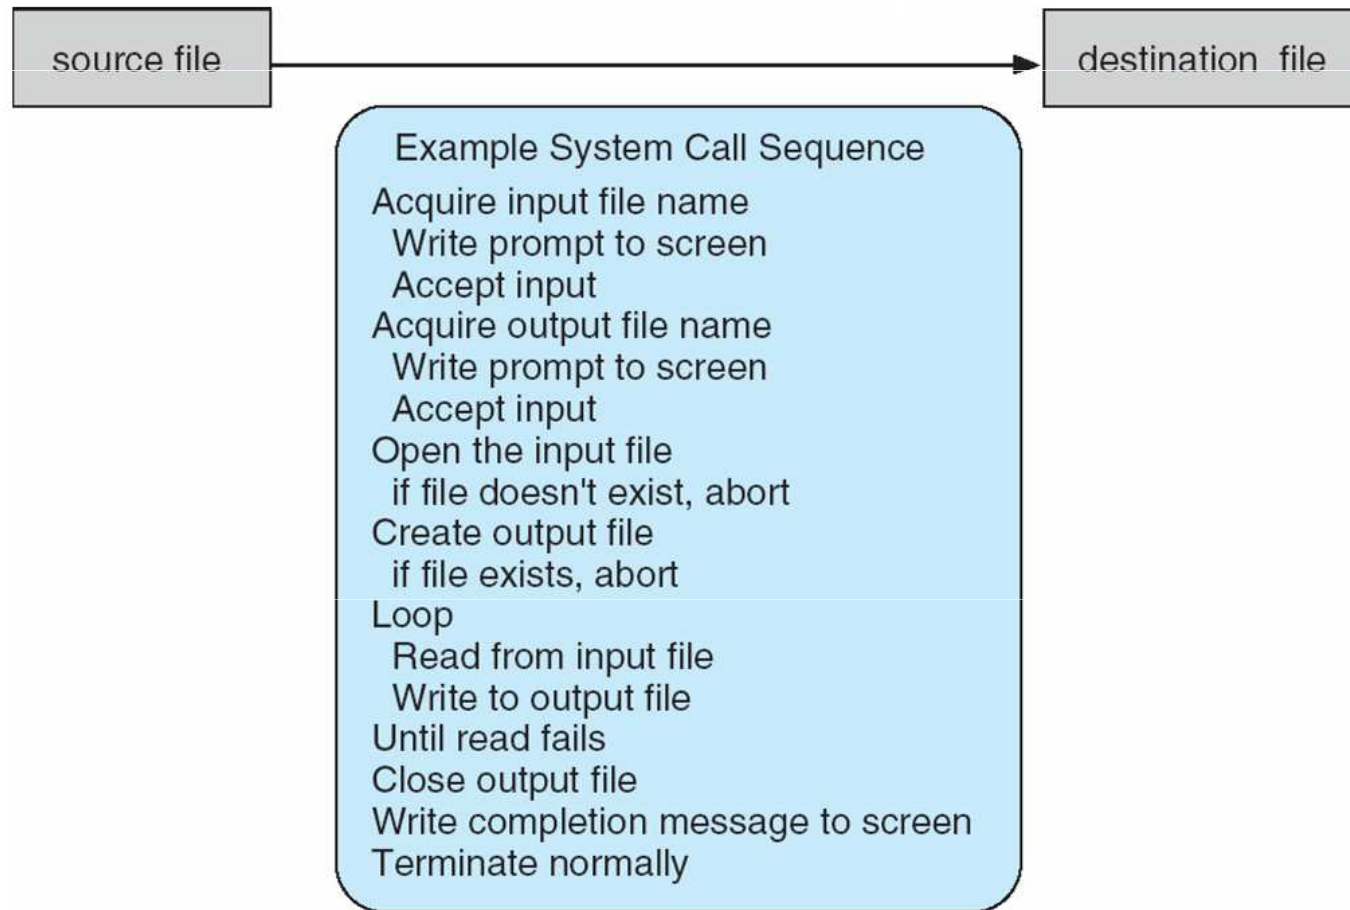 source file
destination file
Example System Call Sequence
Acquire input file name
Write prompt to screen
Accept input
Acquire output file name
Write prompt to screen
Accept input
Open the input file
if file doesn't exist, abort
Create output file
if file exists, abort
Loop
Read from input file
Write to output file
Until read fails
Close output file
Write completion message to screen
Terminate normally